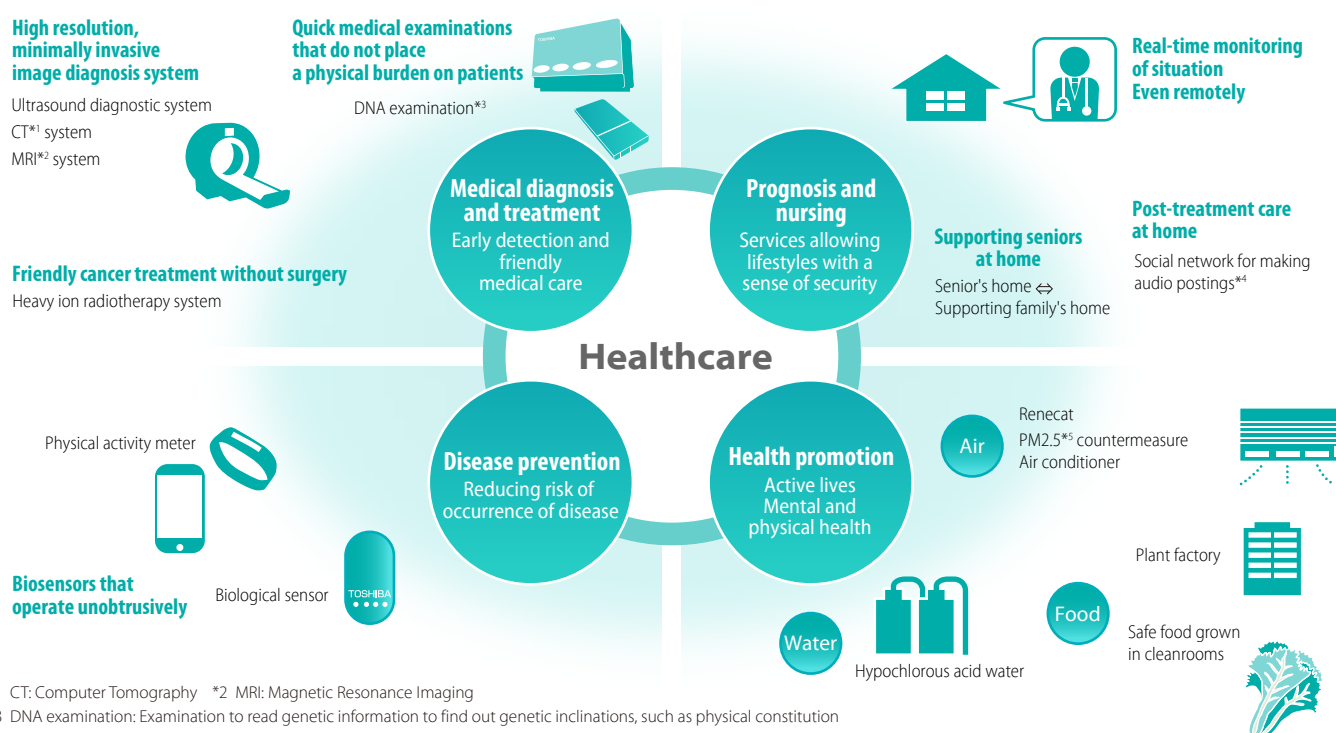 High resolution,
minimally invasive
image diagnosis system
Ultrasound diagnostic system
CT*1 system
MRI*2 system
Quick medical examinations
that do not place
a physical burden on patients
DNA examination*3
TOSHIBA
Friendly cancer treatment without surgery
Heavy ion radiotherapy system
Medical diagnosis
and treatment
Early detection and
friendly
medical care
Prognosis and
nursing
Services allowing
lifestyles with a
sense of security
Real-time monitoring
of situation
Even remotely
Supporting seniors
at home
Senior's home ⇔
Supporting family's home
Post-treatment care
at home
Social network for making
audio postings*4
Healthcare
Physical activity meter
Biosensors that
operate unobtrusively
Biological sensor
TOSHIBA
Disease prevention
Reducing risk of
occurrence of disease
Health promotion
Active lives
Mental and
physical health
Air
Renecat
PM2.5*5 countermeasure
Air conditioner
Plant factory
Food
Safe food grown
in cleanrooms
Water
Hypochlorous acid water
CT: Computer Tomography *2 MRI: Magnetic Resonance Imaging
DNA examination: Examination to read genetic information to find out genetic inclinations, such as physical constitution